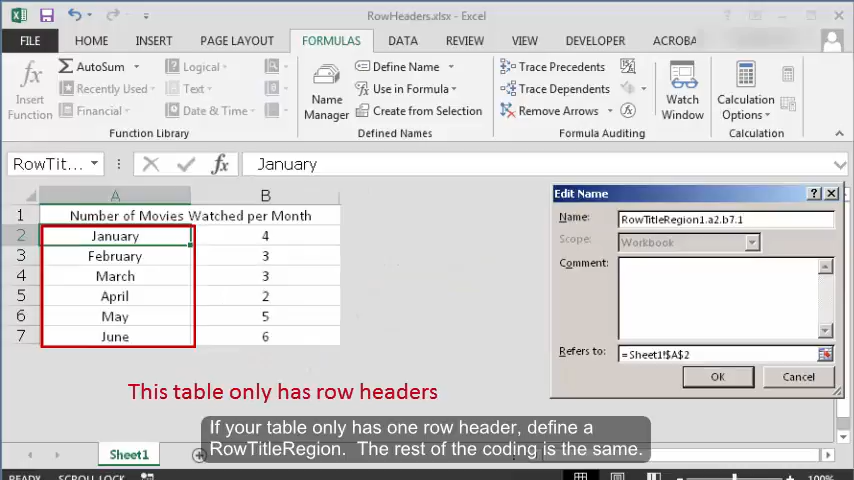 RowHeaders.xlsx - Excel
FILE HOME INSERT PAGE LAYOUT FORMULAS DATA REVIEW VIEW DEVELOPER ACROBA
AutoSum Logical Define Name Trace Precedents
Insert Function Recently Used Text Name Manager Use in Formula Trace Dependents Watch Window Calculation Options
Financial Date & Time Create from Selection Remove Arrows
Function Library Defined Names Formula Auditing Calculation
RowTit... fx January
A B
1 Number of Movies Watched per Month
2 January 4
3 February 3
4 March 3
5 April 2
6 May 5
7 June 6
Edit Name
Name: RowTitleRegion1.a2.b7.1
Scope: Workbook
Comment:
Refers to: =Sheet1!$A$2
OK Cancel
This table only has row headers
If your table only has one row header, define a
RowTitleRegion. The rest of the coding is the same.
Sheet1
READY SCROLL LOCK 100%